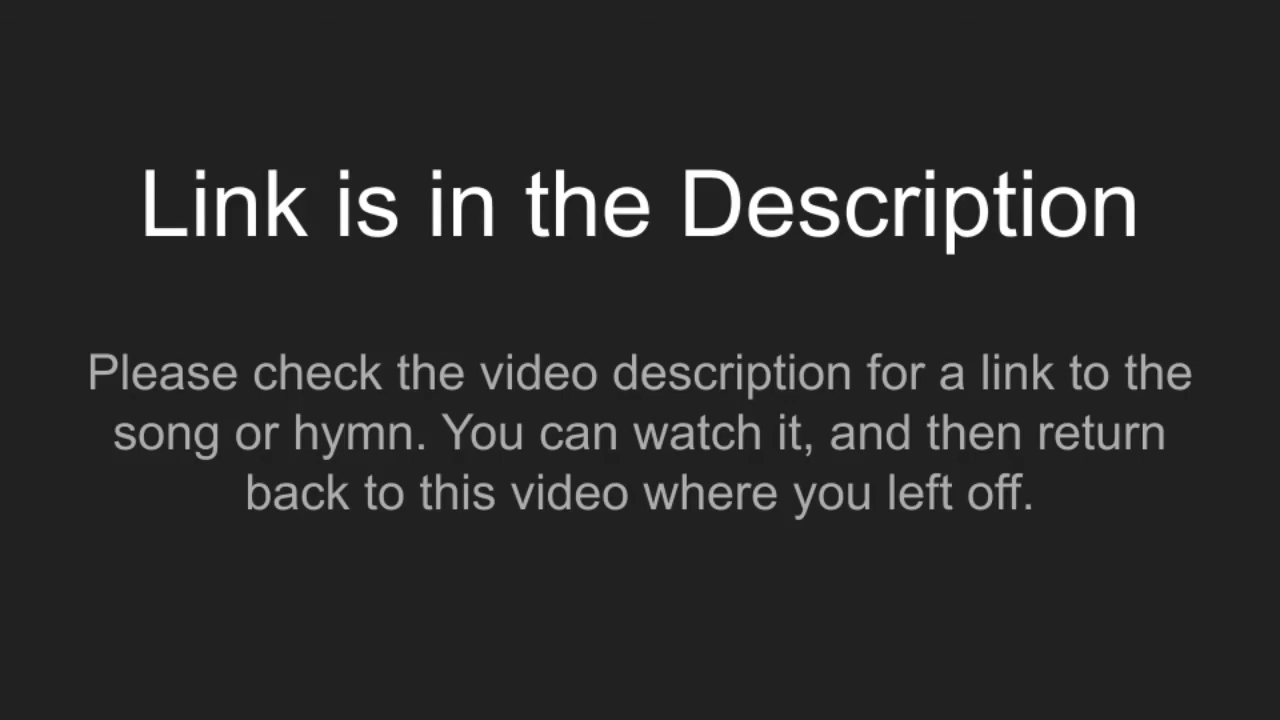 Link is in the Description
Please check the video description for a link to the
song or hymn. You can watch it, and then return
back to this video where you left off.